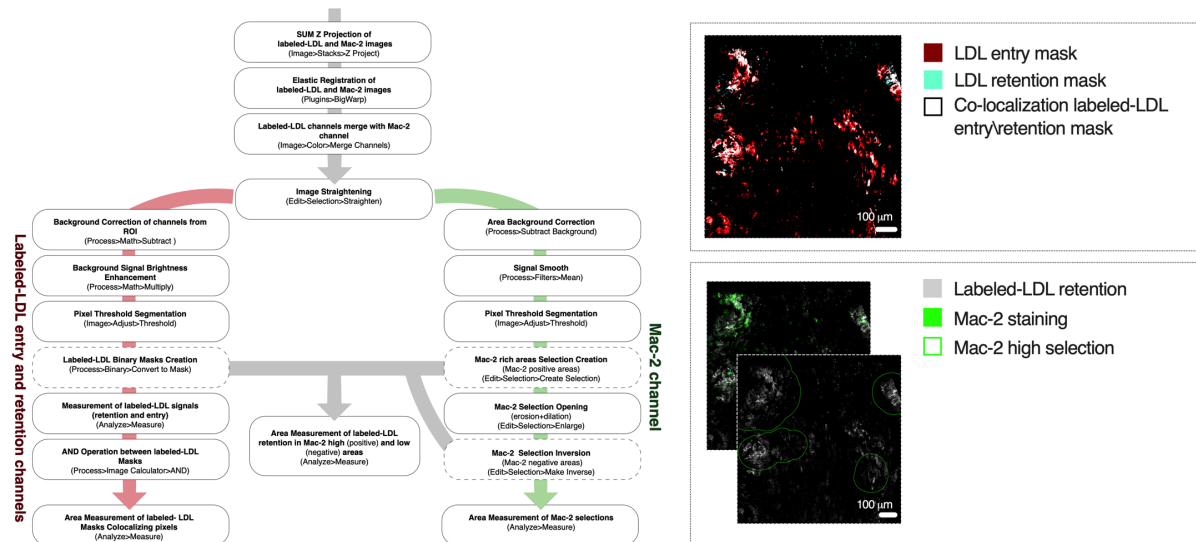 SUM Z Projection of
labeled-LDL and Mac-2 images
(Image>Stacks>Z Project)
Elastic Registration of
labeled-LDL and Mac-2 images
(Plugins>BigWarp)
Labeled-LDL channels merge with Mac-2
channel
(Image>Color>Merge Channels)
Image Straightening
(Edit>Selection>Straighten)
Labeled-LDL entry and retention channels
Background Correction of channels from
ROI
(Process>Math>Subtract )
Background Signal Brightness
Enhancement
(Process>Math>Multiply)
Pixel Threshold Segmentation
(Image>Adjust>Threshold)
Labeled-LDL Binary Masks Creation
(Process>Binary>Convert to Mask)
Measurement of labeled-LDL signals
(retention and entry)
(Analyze>Measure)
AND Operation between labeled-LDL
Masks
(Process>Image Calculator>AND)
Area Measurement of labeled- LDL
Masks Colocalizing pixels
(Analyze>Measure)
Area Measurement of labeled-LDL
retention in Mac-2 high (positive) and low
(negative) areas
(Analyze>Measure)
Area Background Correction
(Process>Subtract Background)
Signal Smooth
(Process>Filters>Mean)
Pixel Threshold Segmentation
(Image>Adjust>Threshold)
Mac-2 rich areas Selection Creation
(Mac-2 positive areas)
(Edit>Selection>Create Selection)
Mac-2 Selection Opening
(erosion+dilation)
(Edit>Selection>Enlarge)
Mac-2 Selection Inversion
(Mac-2 negative areas)
(Edit>Selection>Make Inverse)
Area Measurement of Mac-2 selections
(Analyze>Measure)
Mac-2 channel
100 μm
LDL entry mask
LDL retention mask
Co-localization labeled-LDL
entry\retention mask
100 μm
Labeled-LDL retention
Mac-2 staining
Mac-2 high selection